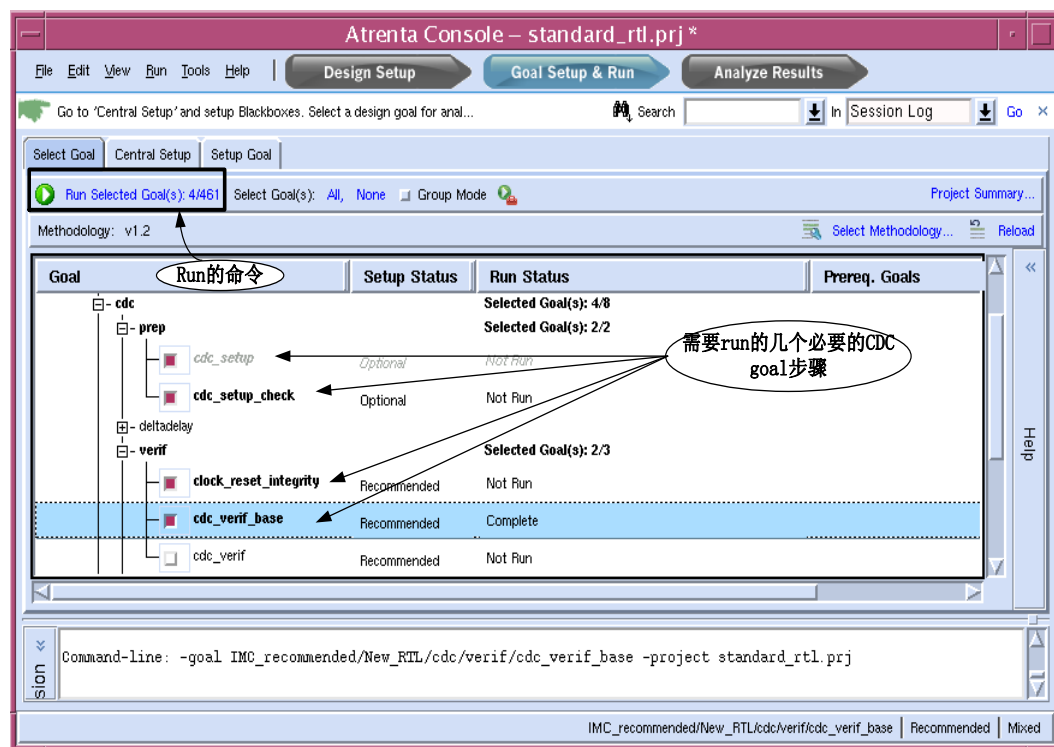 Atrenta Console – standard_rtl.prj *
File Edit View Run Tools Help
Design Setup
Goal Setup & Run
Analyze Results
Go to 'Central Setup' and setup Blackboxes. Select a design goal for anal...
Search
In Session Log
Go
Select Goal
Central Setup
Setup Goal
Run Selected Goal(s): 4/461
Select Goal(s): All, None
Group Mode
Project Summary...
Methodology: v1.2
Select Methodology...
Reload
Run的命令
Goal
Setup Status
Run Status
Prereq. Goals
cdc
Selected Goal(s): 4/8
prep
Selected Goal(s): 2/2
cdc_setup
Optional
Not Run
需要run的几个必要的CDC
goal步骤
cdc_setup_check
Optional
Not Run
deltadelay
verif
Selected Goal(s): 2/3
clock_reset_integrity
Recommended
Not Run
cdc_verif_base
Recommended
Complete
cdc_verif
Recommended
Not Run
Help
sion
Command-line: -goal IMC_recommended/New_RTL/cdc/verif/cdc_verif_base -project standard_rtl.prj
IMC_recommended/New_RTL/cdc/verif/cdc_verif_base
Recommended
Mixed